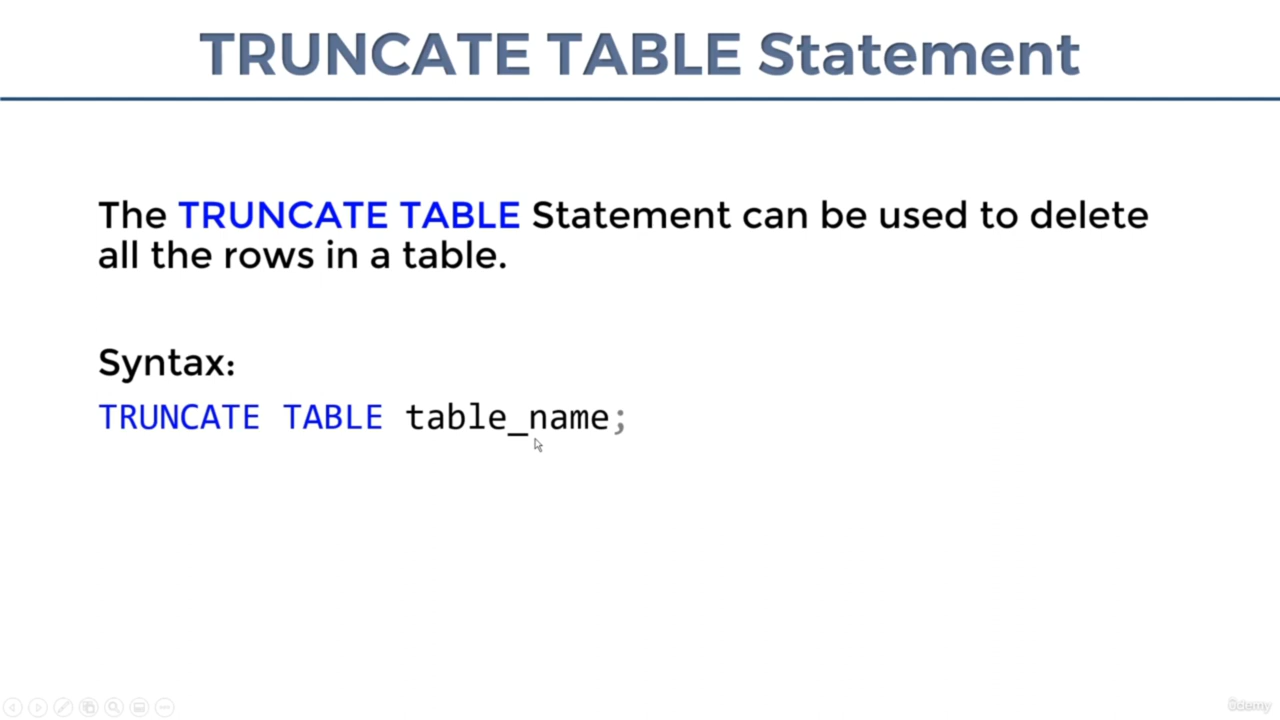 TRUNCATE TABLE Statement
The TRUNCATE TABLE Statement can be used to delete
all the rows in a table.
Syntax:
TRUNCATE TABLE table_name;
ûdemy